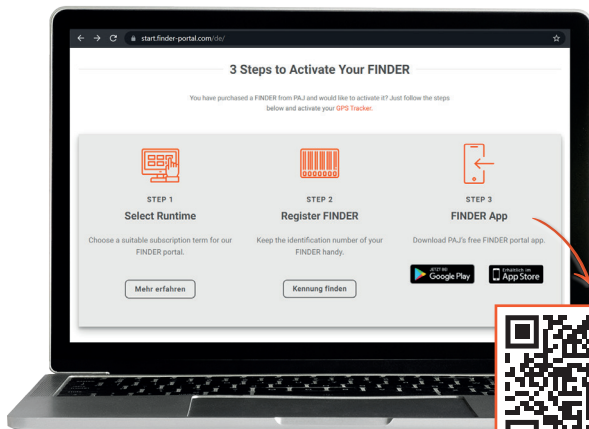 start.finder-portal.com/de/
3 Steps to Activate Your FINDER
You have purchased a FINDER from PAJ and would like to activate it? Just follow the steps
below and activate your GPS Tracker.
STEP 1
Select Runtime
Choose a suitable subscription term for our
FINDER portal.
Mehr erfahren
STEP 2
Register FINDER
Keep the identification number of your
FINDER handy.
Kennung finden
STEP 3
FINDER App
Download PAJ's free FINDER portal app.
JETZT BEI
Google Play
Erhältlich im
App Store